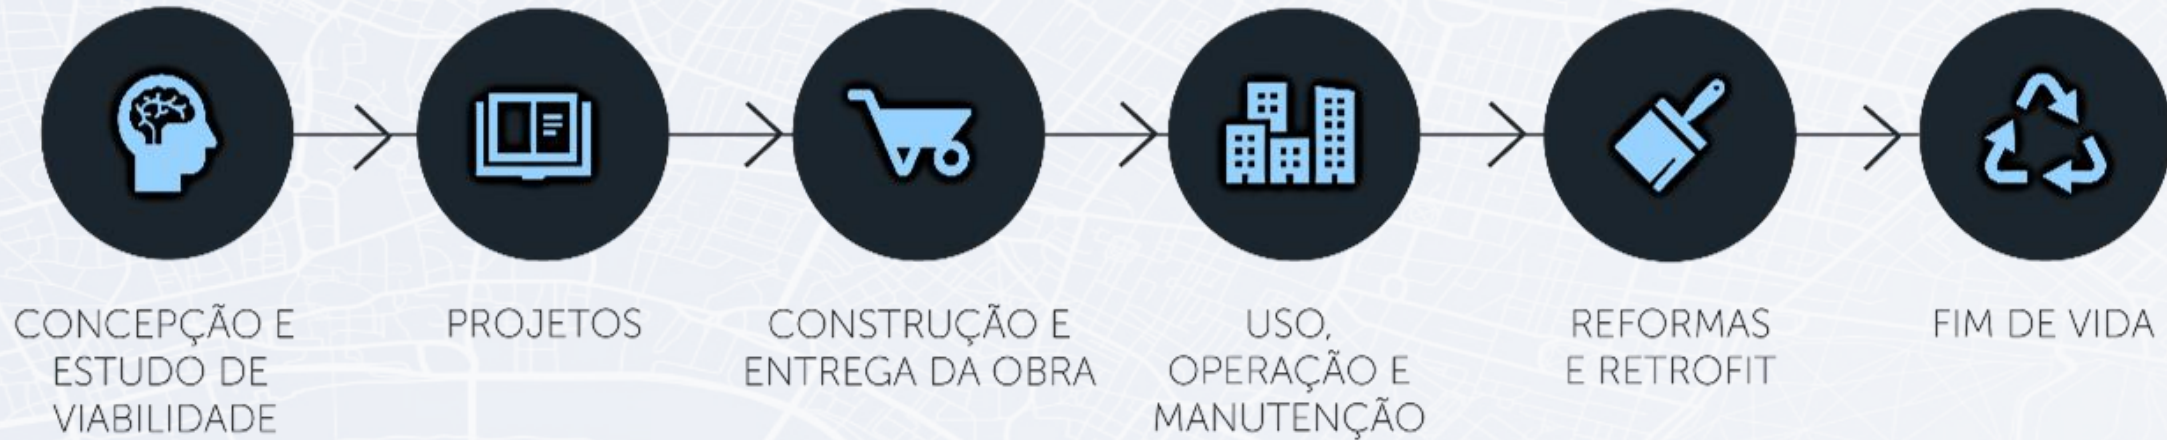 CONCEPÇÃO E
ESTUDO DE
VIABILIDADE
PROJETOS
CONSTRUÇÃO E
ENTREGA DA OBRA
USO,
OPERAÇÃO E
MANUTENÇÃO
REFORMAS
E RETROFIT
FIM DE VIDA